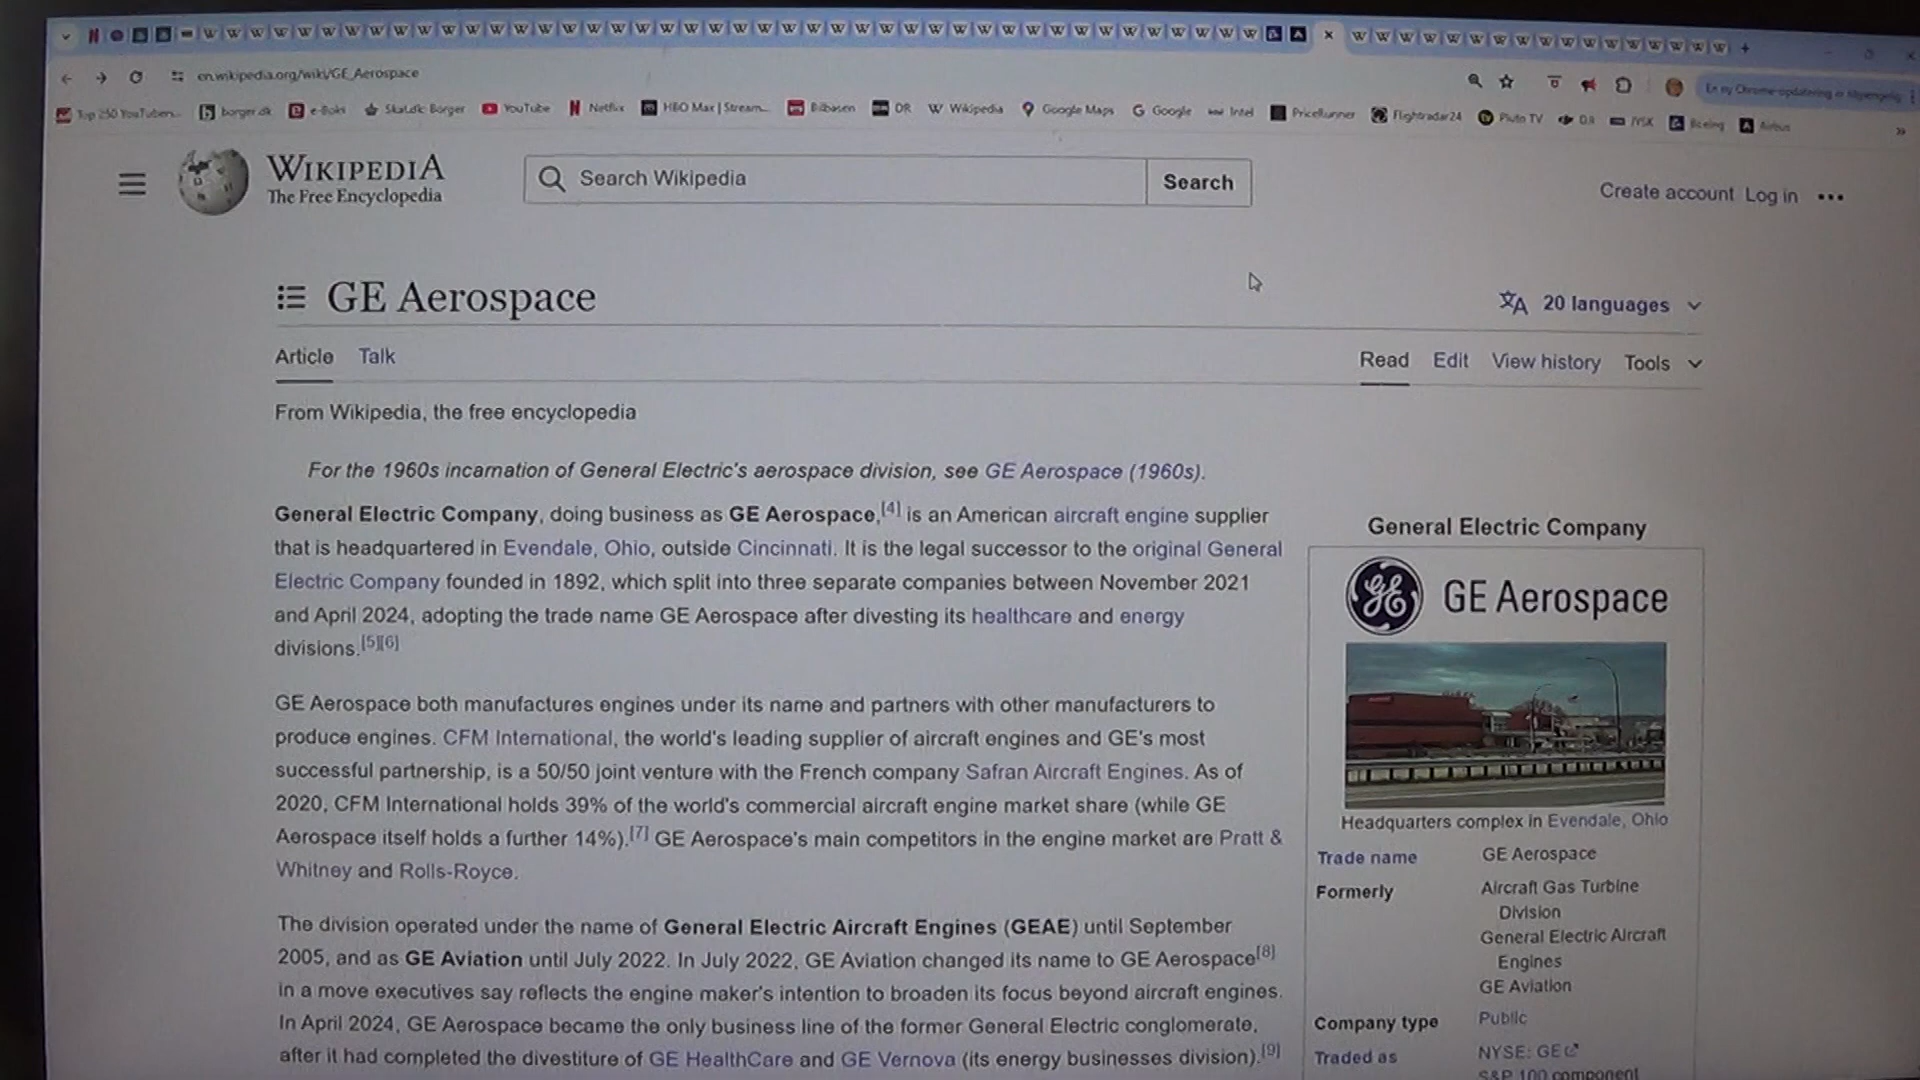 en.wikipedia.org/wiki/GE_Aerospace
Top 250 YouTubers... borger.dk e-Boks Skat.dk: Borger YouTube Netflix HBO Max | Stream... Bilbasen DR Wikipedia Google Maps Google Intel PriceRunner Flightradar24 Pluto TV DJI JYSK Boeing Airbus
WIKIPEDIA
The Free Encyclopedia
Search Wikipedia
Search
Create account Log in
GE Aerospace
20 languages
Article Talk
Read Edit View history Tools
From Wikipedia, the free encyclopedia
For the 1960s incarnation of General Electric's aerospace division, see GE Aerospace (1960s).
General Electric Company, doing business as GE Aerospace,[4] is an American aircraft engine supplier
that is headquartered in Evendale, Ohio, outside Cincinnati. It is the legal successor to the original General
Electric Company founded in 1892, which split into three separate companies between November 2021
and April 2024, adopting the trade name GE Aerospace after divesting its healthcare and energy
divisions.[5][6]
GE Aerospace both manufactures engines under its name and partners with other manufacturers to
produce engines. CFM International, the world's leading supplier of aircraft engines and GE's most
successful partnership, is a 50/50 joint venture with the French company Safran Aircraft Engines. As of
2020, CFM International holds 39% of the world's commercial aircraft engine market share (while GE
Aerospace itself holds a further 14%).[7] GE Aerospace's main competitors in the engine market are Pratt &
Whitney and Rolls-Royce.
The division operated under the name of General Electric Aircraft Engines (GEAE) until September
2005, and as GE Aviation until July 2022. In July 2022, GE Aviation changed its name to GE Aerospace[8]
in a move executives say reflects the engine maker's intention to broaden its focus beyond aircraft engines.
In April 2024, GE Aerospace became the only business line of the former General Electric conglomerate,
after it had completed the divestiture of GE HealthCare and GE Vernova (its energy businesses division).[9]
General Electric Company
GE GE Aerospace
Headquarters complex in Evendale, Ohio
Trade name GE Aerospace
Formerly Aircraft Gas Turbine
Division
General Electric Aircraft
Engines
GE Aviation
Company type Public
Traded as NYSE: GE
S&P 100 component